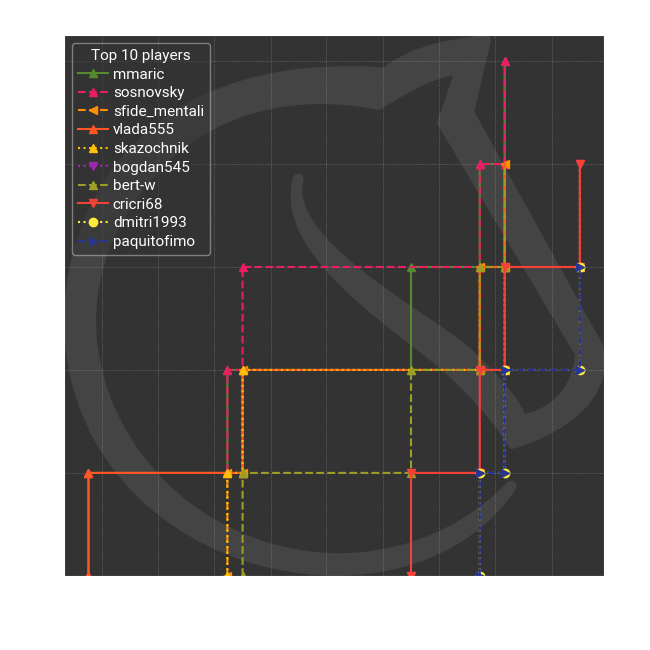 Top 10 players
mmaric
sosnovsky
sfide_mentali
vlada555
skazochnik
bogdan545
bert-w
cricri68
dmitri1993
paquitofimo